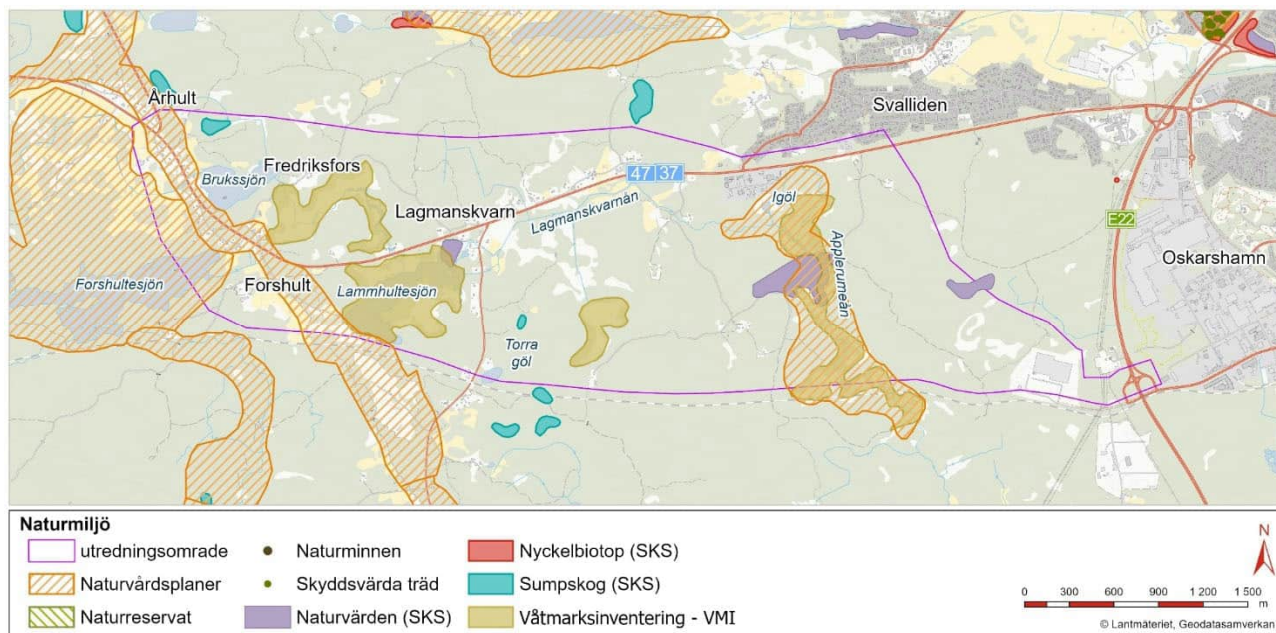 Århult
Svalliden
Fredriksfors
Brukssjön
47 37
Lagmanskvarn
Lagmanskvarnån
Igöl
Applerumeån
E22
Oskarshamn
Forshultesjön
Forshult
Lammhultesjön
Torra
göl
Naturmiljö
utredningsomrade
Naturvårdsplaner
Naturreservat
Naturminnen
Skyddsvärda träd
Naturvärden (SKS)
Nyckelbiotop (SKS)
Sumpskog (SKS)
Våtmarksinventering - VMI
N
0 300 600 900 1 200 1 500
m
© Lantmäteriet, Geodatasamverkan